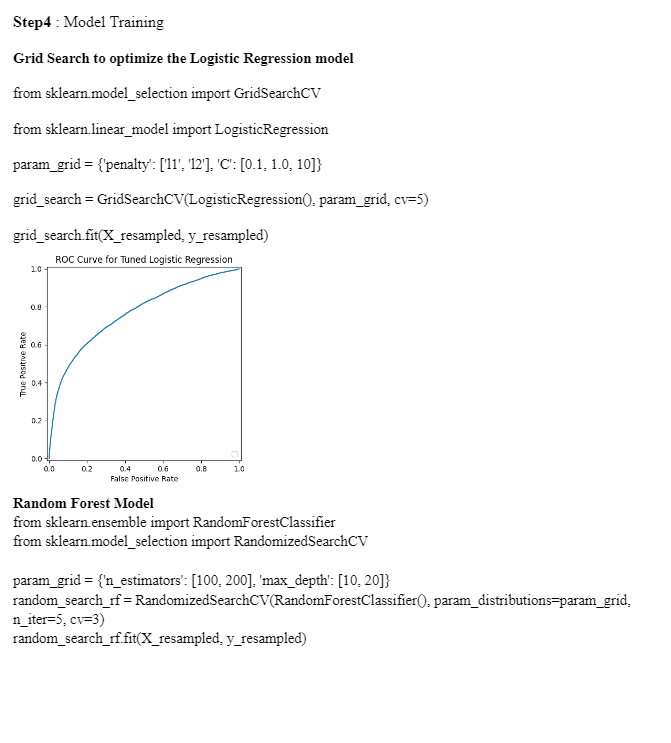 Step4 : Model Training
Grid Search to optimize the Logistic Regression model
from sklearn.model_selection import GridSearchCV
from sklearn.linear_model import LogisticRegression
param_grid = {'penalty': ['l1', 'l2'], 'C': [0.1, 1.0, 10]}
grid_search = GridSearchCV(LogisticRegression(), param_grid, cv=5)
grid_search.fit(X_resampled, y_resampled)
ROC Curve for Tuned Logistic Regression
True Positive Rate
1.0
0.8
0.6
0.4
0.2
0.0
0.0 0.2 0.4 0.6 0.8 1.0
False Positive Rate
Random Forest Model
from sklearn.ensemble import RandomForestClassifier
from sklearn.model_selection import RandomizedSearchCV
param_grid = {'n_estimators': [100, 200], 'max_depth': [10, 20]}
random_search_rf = RandomizedSearchCV(RandomForestClassifier(), param_distributions=param_grid,
n_iter=5, cv=3)
random_search_rf.fit(X_resampled, y_resampled)